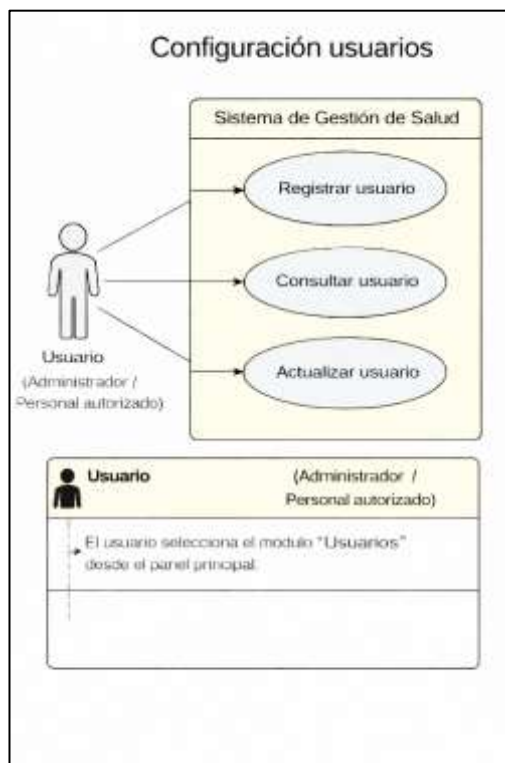 Configuración usuarios
Sistema de Gestión de Salud
Registrar usuario
Consultar usuario
Actualizar usuario
Usuario
(Administrador /
Personal autorizado)
Usuario (Administrador /
Personal autorizado)
El usuario selecciona el modulo "Usuarios"
desde el panel principal